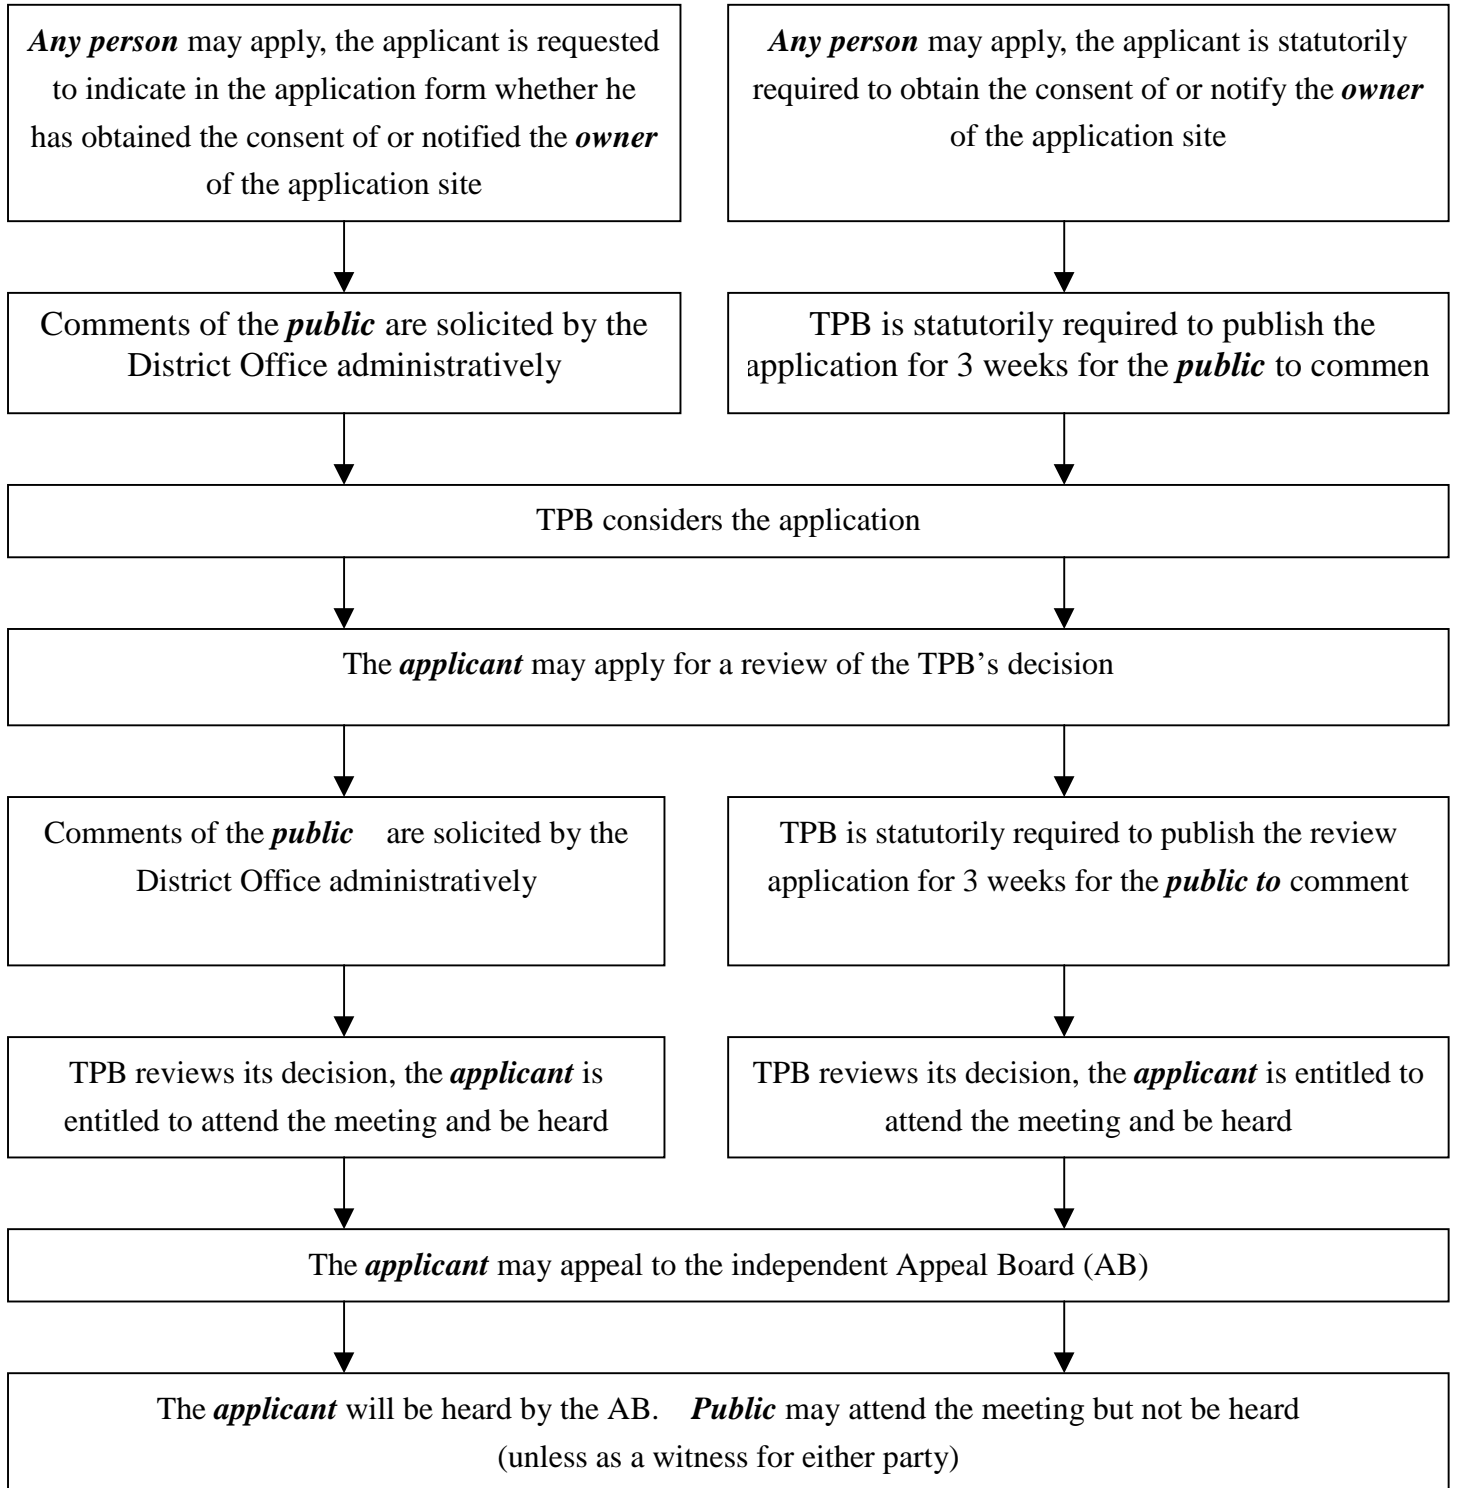 Any person may apply, the applicant is requested
to indicate in the application form whether he
has obtained the consent of or notified the owner
of the application site
Any person may apply, the applicant is statutorily
required to obtain the consent of or notify the owner
of the application site
Comments of the public are solicited by the
District Office administratively
TPB is statutorily required to publish the
application for 3 weeks for the public to commen
TPB considers the application
The applicant may apply for a review of the TPB’s decision
Comments of the public are solicited by the
District Office administratively
TPB is statutorily required to publish the review
application for 3 weeks for the public to comment
TPB reviews its decision, the applicant is
entitled to attend the meeting and be heard
TPB reviews its decision, the applicant is entitled to
attend the meeting and be heard
The applicant may appeal to the independent Appeal Board (AB)
The applicant will be heard by the AB. Public may attend the meeting but not be heard
(unless as a witness for either party)